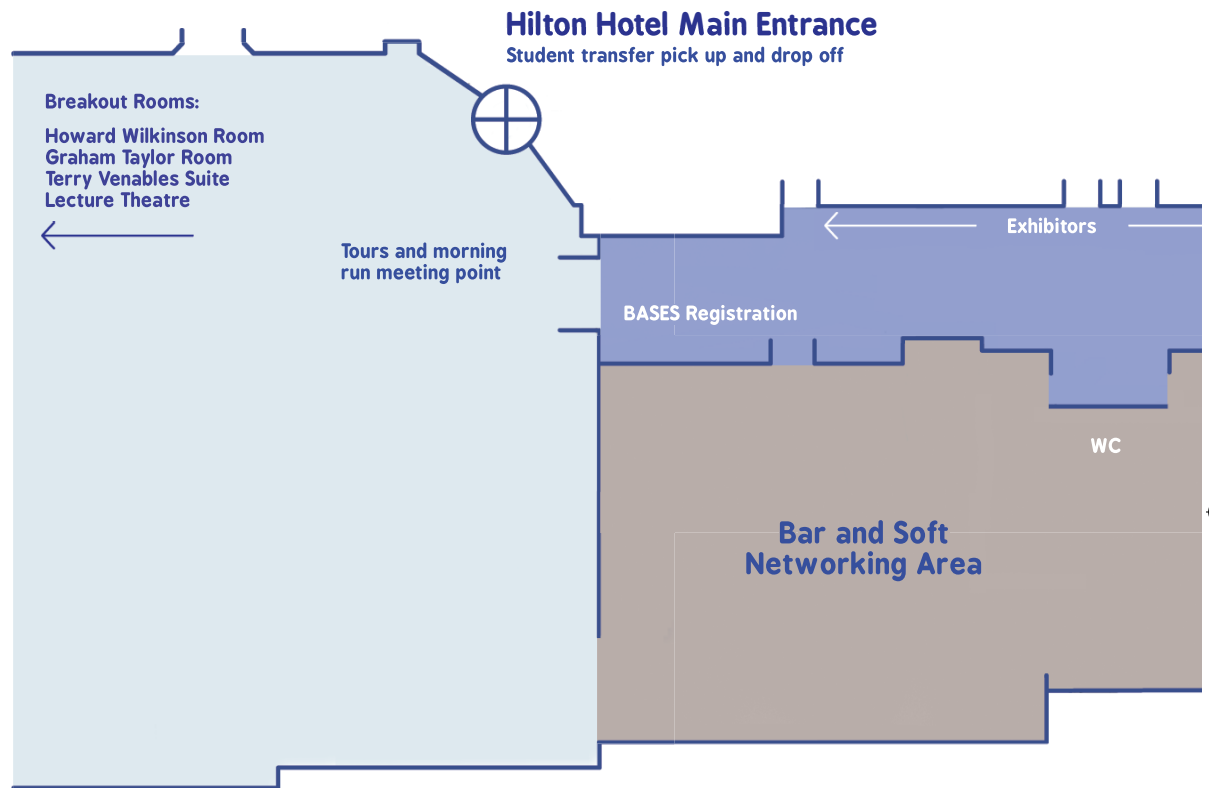 Hilton Hotel Main Entrance
Student transfer pick up and drop off
Breakout Rooms:
Howard Wilkinson Room
Graham Taylor Room
Terry Venables Suite
Lecture Theatre
Tours and morning
run meeting point
Exhibitors
BASES Registration
WC
Bar and Soft
Networking Area